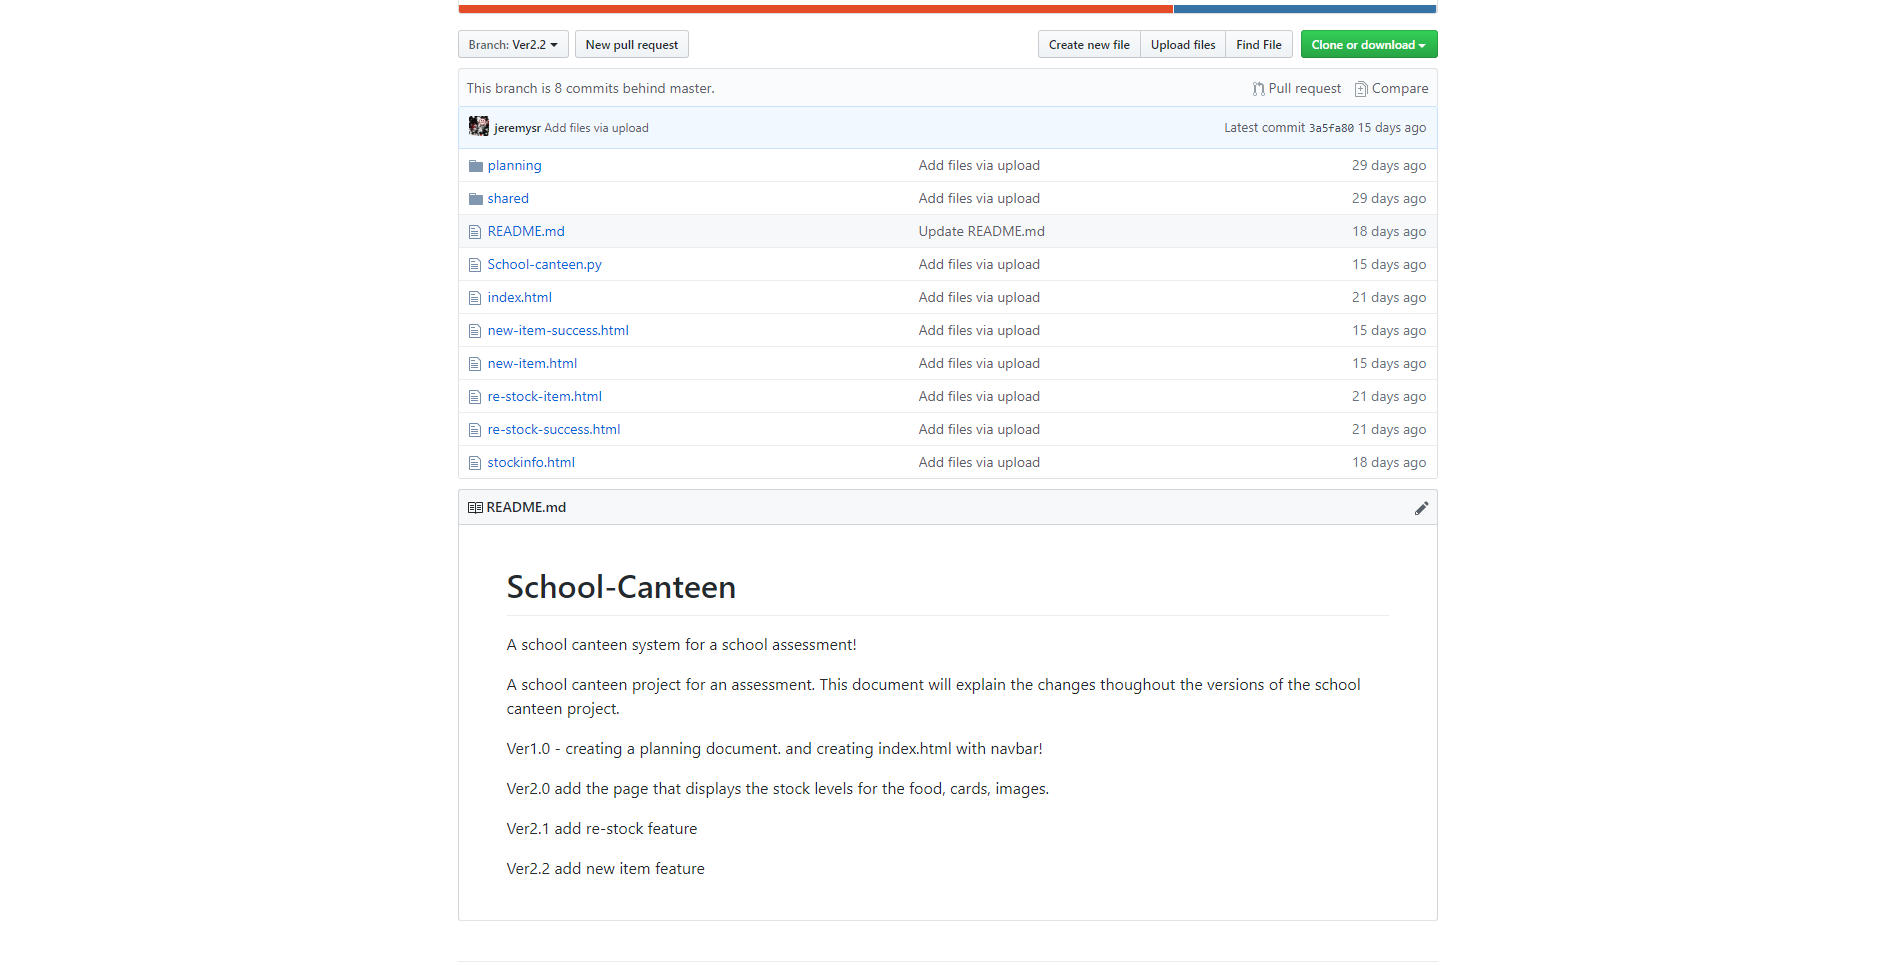 Branch: Ver2.2 New pull request Create new file Upload files Find File Clone or download
This branch is 8 commits behind master. Pull request Compare
jeremysr Add files via upload Latest commit 3a5fa80 15 days ago
planning Add files via upload 29 days ago
shared Add files via upload 29 days ago
README.md Update README.md 18 days ago
School-canteen.py Add files via upload 15 days ago
index.html Add files via upload 21 days ago
new-item-success.html Add files via upload 15 days ago
new-item.html Add files via upload 15 days ago
re-stock-item.html Add files via upload 21 days ago
re-stock-success.html Add files via upload 21 days ago
stockinfo.html Add files via upload 18 days ago
README.md
School-Canteen
A school canteen system for a school assessment!
A school canteen project for an assessment. This document will explain the changes thoughout the versions of the school
canteen project.
Ver1.0 - creating a planning document. and creating index.html with navbar!
Ver2.0 add the page that displays the stock levels for the food, cards, images.
Ver2.1 add re-stock feature
Ver2.2 add new item feature